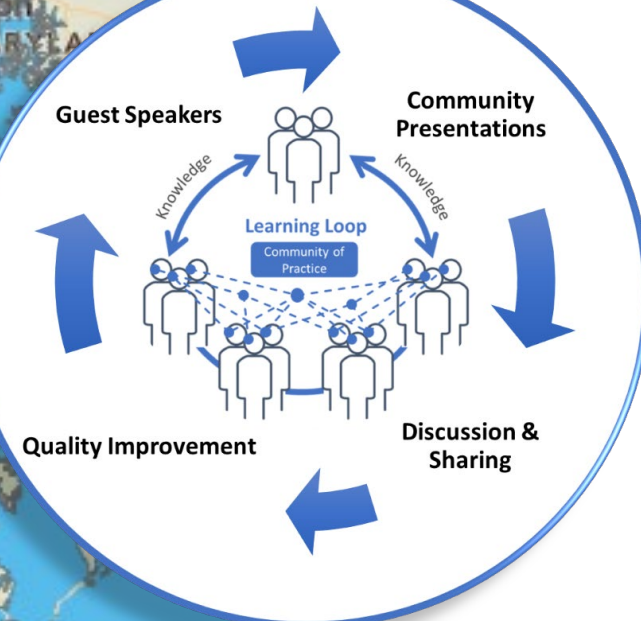 Guest Speakers
Community
Presentations
Knowledge
Knowledge
Learning Loop
Community of
Practice
Quality Improvement
Discussion &
Sharing